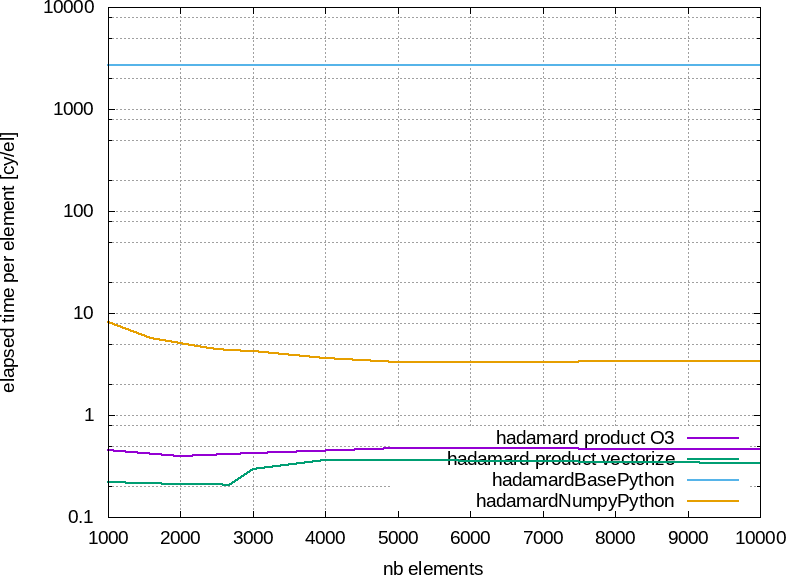 10000
1000
100
10
1
0.1
elapsed time per element [cy/el]
hadamard product O3
hadamard product vectorize
hadamardBasePython
hadamardNumpyPython
1000 2000 3000 4000 5000 6000 7000 8000 9000 10000
nb elements